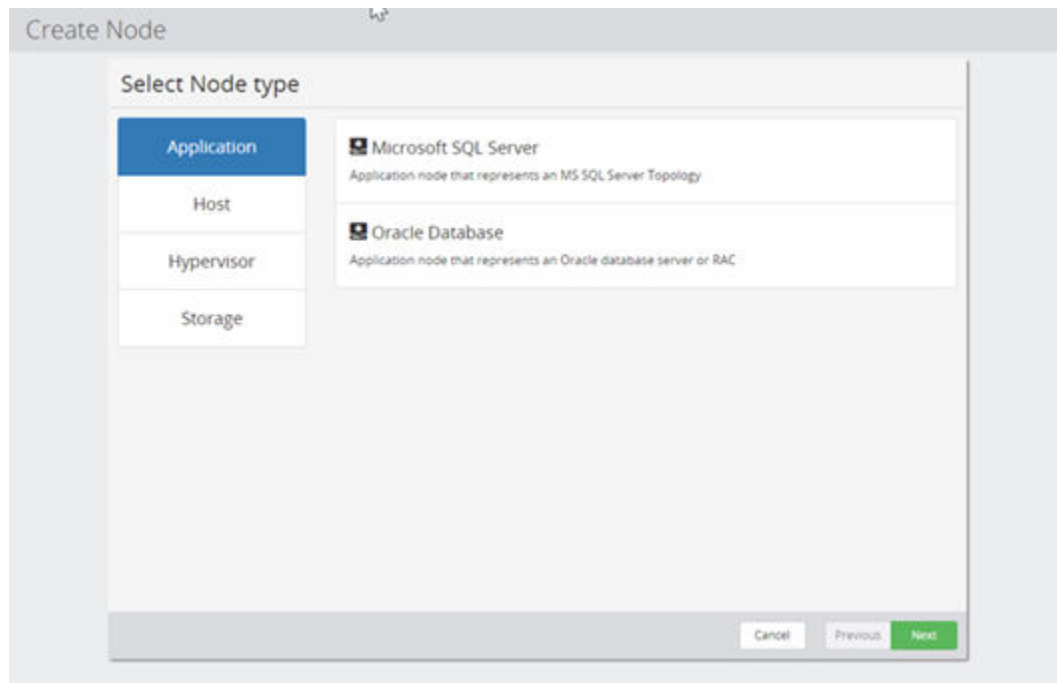 Create Node
Select Node type
Application
Host
Hypervisor
Storage
Microsoft SQL Server
Application node that represents an MS SQL Server Topology
Oracle Database
Application node that represents an Oracle database server or RAC
Cancel
Previous
Next